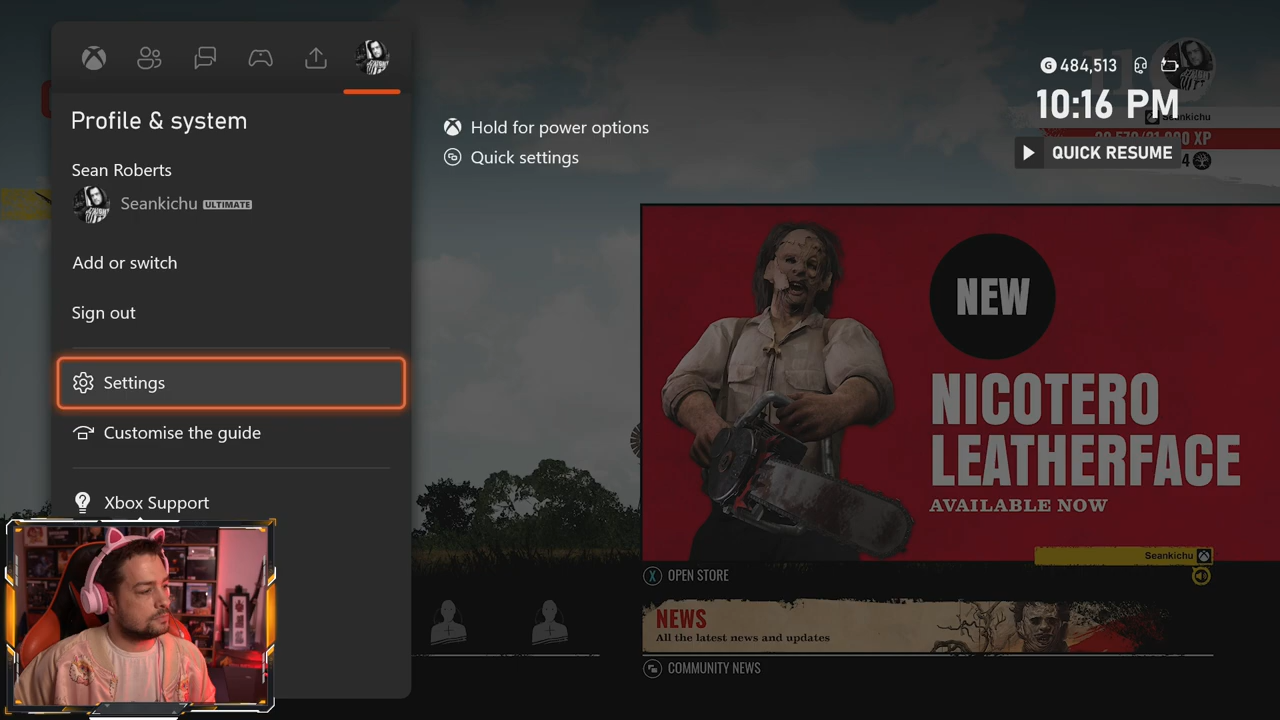 Profile & system
Sean Roberts
Seankichu ULTIMATE
Add or switch
Sign out
Settings
Customise the guide
Xbox Support
Hold for power options
Quick settings
G 484,513
10:16 PM
Seankichu
QUICK RESUME
4
NEW
NICOTERO
LEATHERFACE
AVAILABLE NOW
Seankichu
X OPEN STORE
NEWS
All the latest news and updates
COMMUNITY NEWS